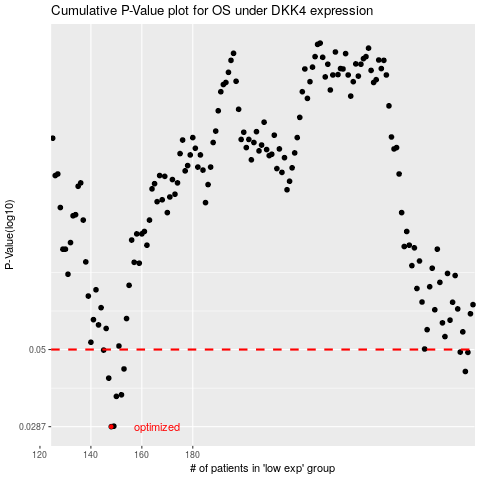 Cumulative P-Value plot for OS under DKK4 expression
P-Value(log10)
0.05
0.0287
optimized
120 140 160 180
# of patients in 'low exp' group